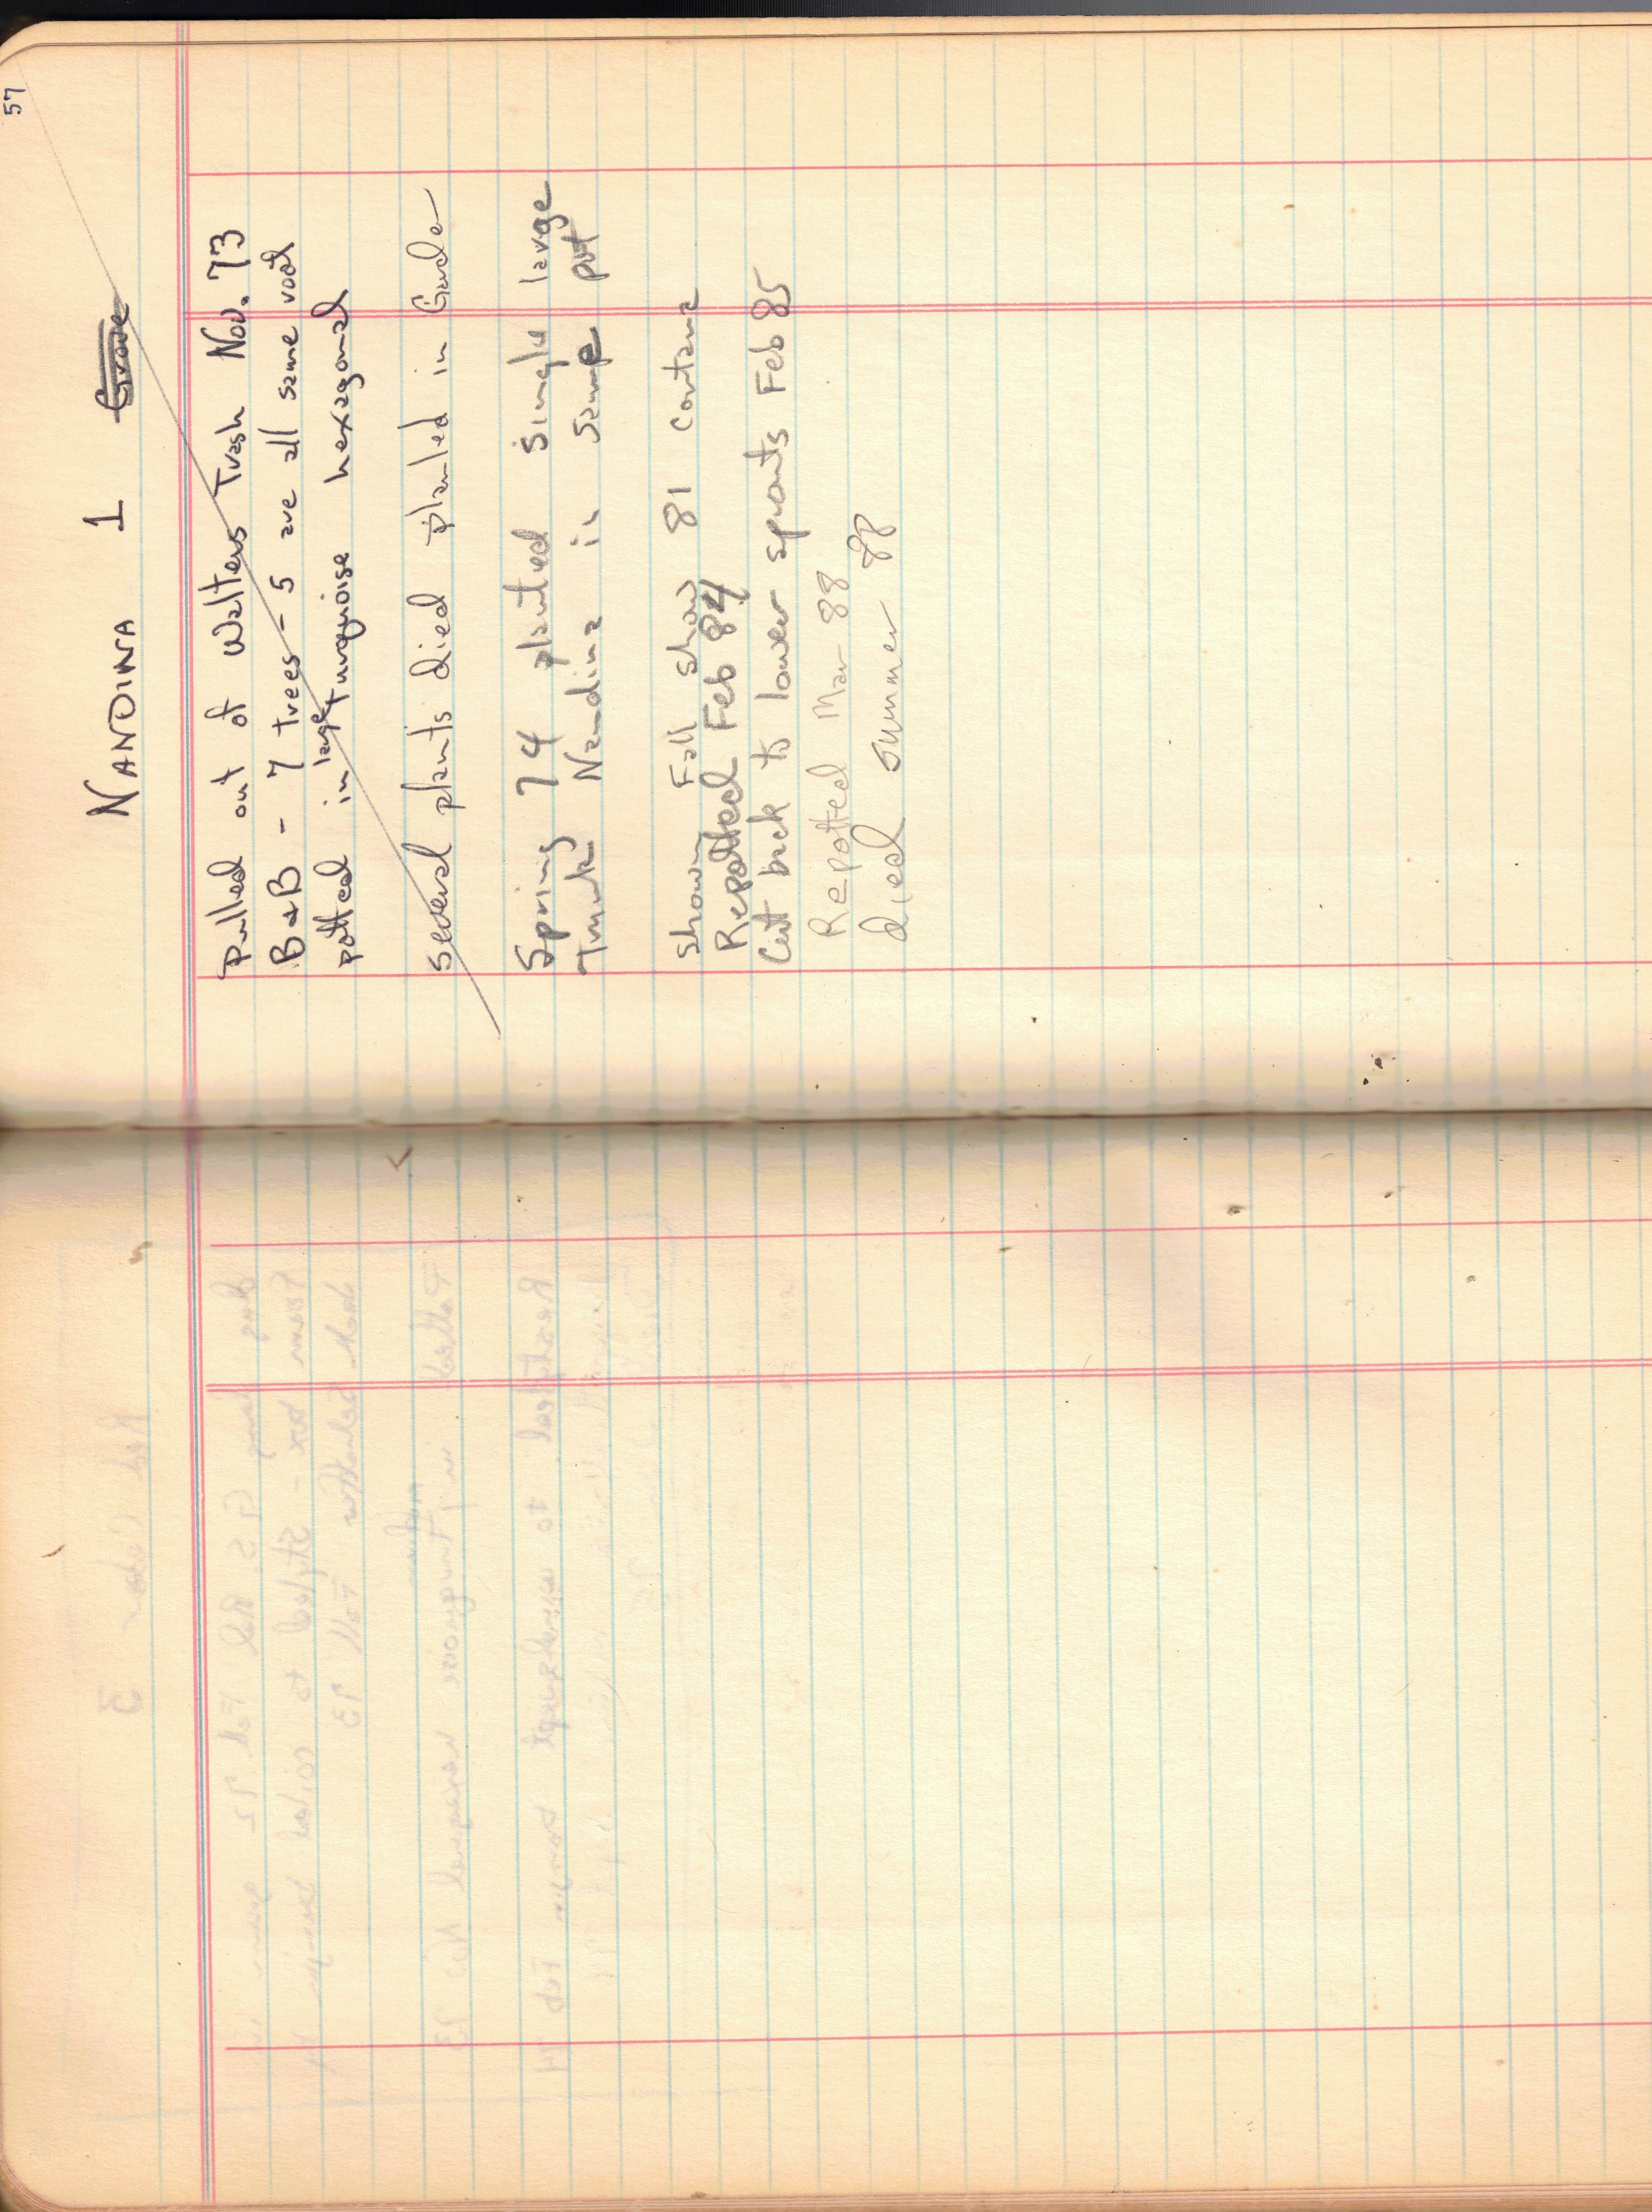 57
NANDINA 1 Grove
Pulled out of Walters Trash Nov. 73
B&B - 7 trees - 5 are all same root
potted in large turquoise hexagonal
several plants died planted in Garden
Spring 74 planted single large
Trunk Nandina in same pot
shown Fall show 81
Repotted Feb 84
Cut back to lower sprouts Feb 85
Repotted Mar 88
died summer 88